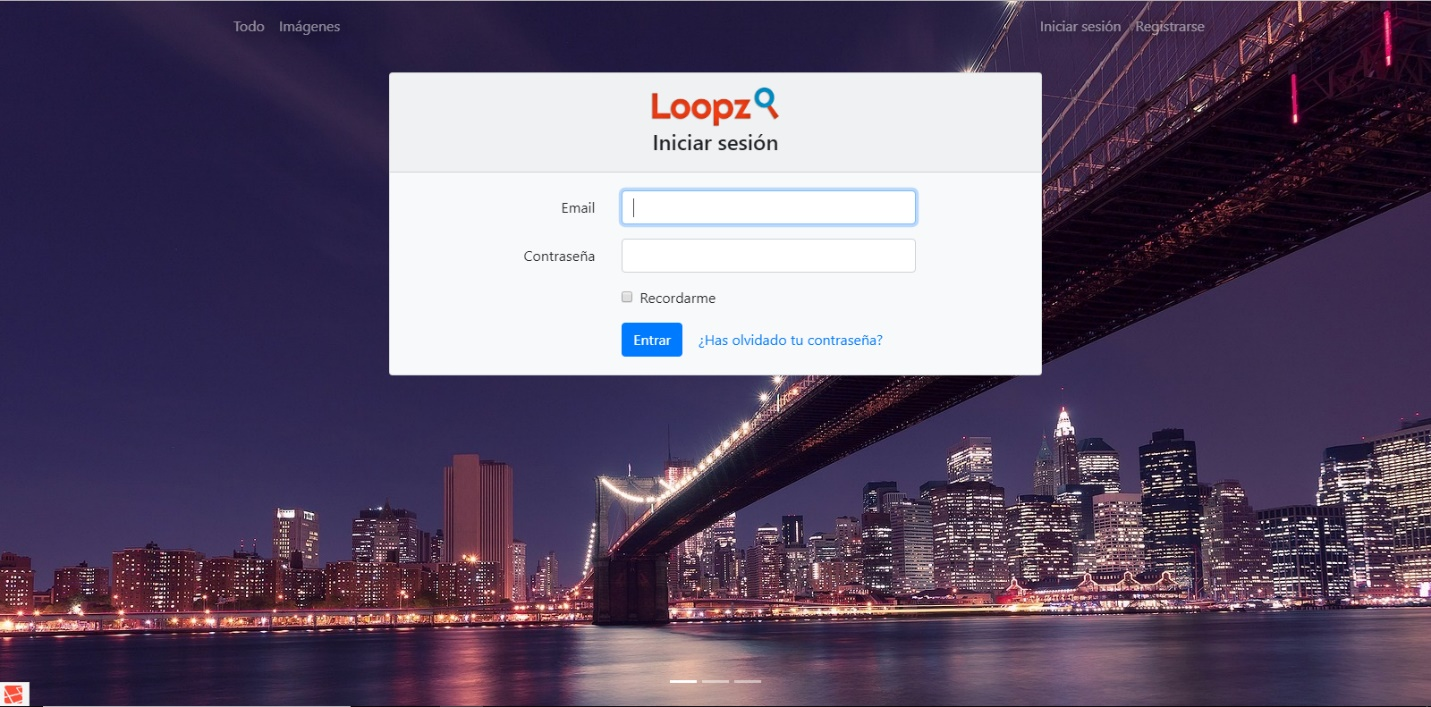 Todo Imágenes Iniciar sesión Registrarse
Loopz
Iniciar sesión
Email
Contraseña
Recordarme
Entrar ¿Has olvidado tu contraseña?